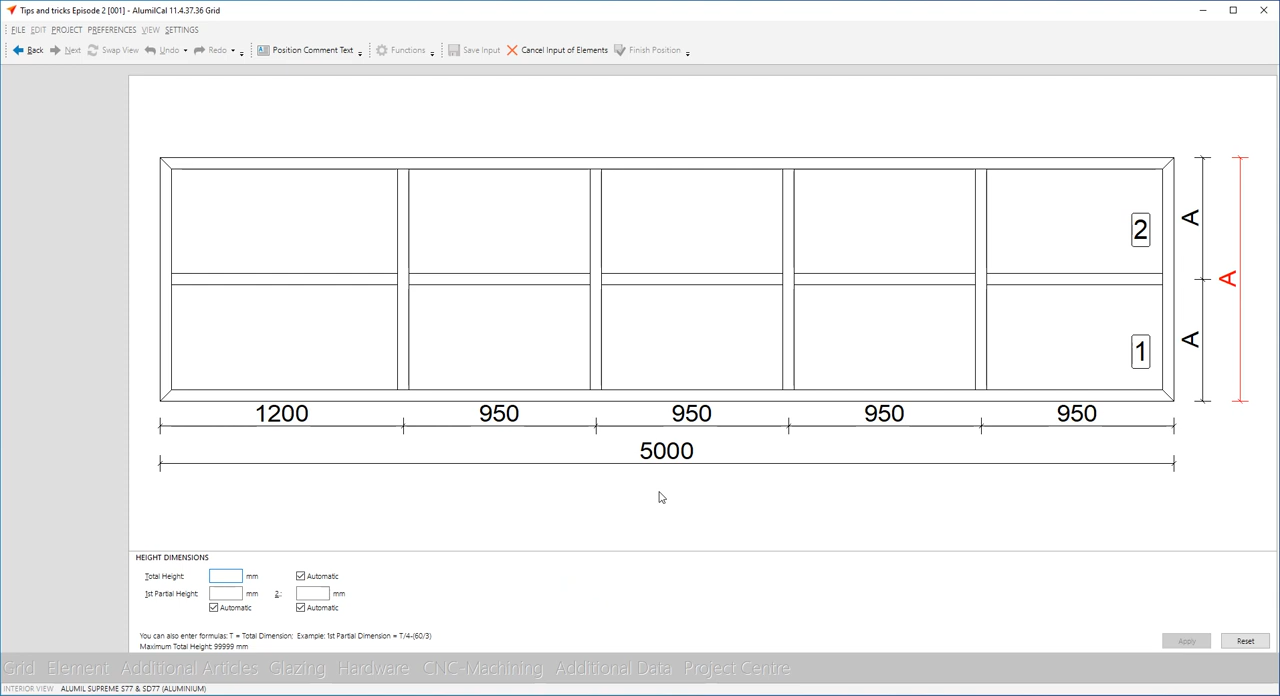 Tips and tricks Episode 2 [001] - AlumilCal 11.4.37.36 Grid
FILE EDIT PROJECT PREFERENCES VIEW SETTINGS
Back Next Swap View Undo Redo Position Comment Text Functions Save Input Cancel Input of Elements Finish Position
2
A
A
1
A
1200 950 950 950 950
5000
HEIGHT DIMENSIONS
Total Height: mm Automatic
1st Partial Height: mm 2.: mm
Automatic Automatic
You can also enter formulas: T = Total Dimension; Example: 1st Partial Dimension = T/4-(60/3)
Maximum Total Height: 99999 mm
Apply Reset
Grid Element Additional Articles Glazing Hardware CNC-Machining Additional Data Project Centre
INTERIOR VIEW ALUMIL SUPREME S77 & SD77 (ALUMINIUM)